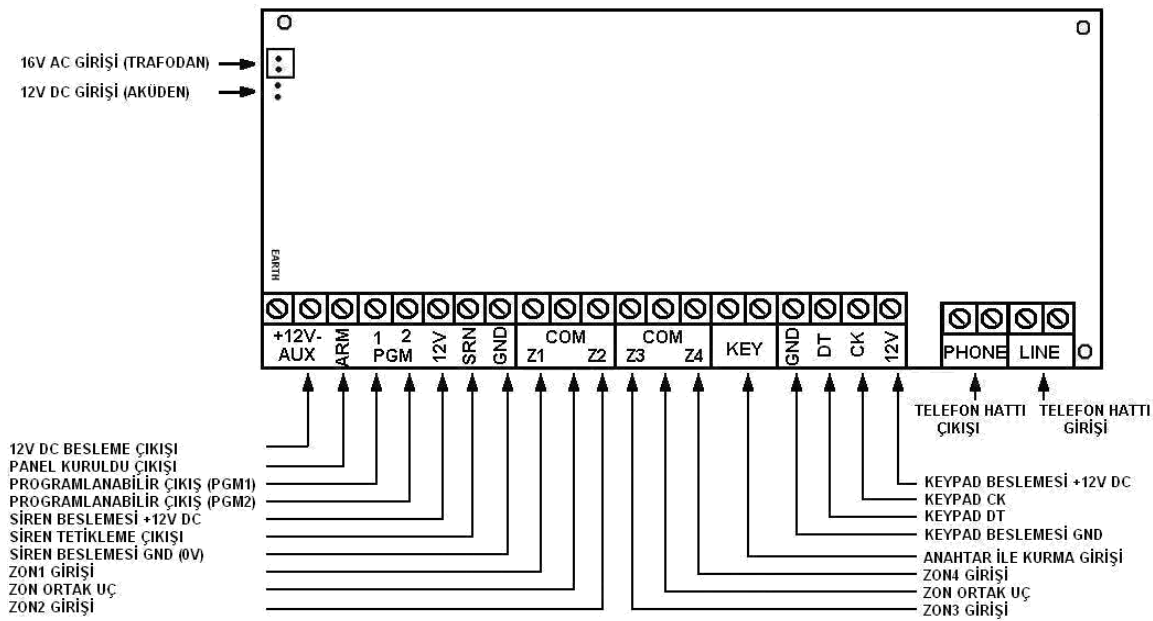 16V AC GİRİŞİ (TRAFODAN)
12V DC GİRİŞİ (AKÜDEN)
EARTH
+12V-
AUX
ARM
1 2
PGM
12V
SRN
GND
COM
Z1 Z2
COM
Z3 Z4
KEY
GND
DT
CK
12V
PHONE
LINE
TELEFON HATTI
ÇIKIŞI
TELEFON HATTI
GİRİŞİ
12V DC BESLEME ÇIKIŞI
PANEL KURULDU ÇIKIŞI
PROGRAMLANABİLİR ÇIKIŞ (PGM1)
PROGRAMLANABİLİR ÇIKIŞ (PGM2)
SİREN BESLEMESİ +12V DC
SİREN TETİKLEME ÇIKIŞI
SİREN BESLEMESİ GND (0V)
ZON1 GİRİŞİ
ZON ORTAK UÇ
ZON2 GİRİŞİ
KEYPAD BESLEMESİ +12V DC
KEYPAD CK
KEYPAD DT
KEYPAD BESLEMESİ GND
ANAHTAR İLE KURMA GİRİŞİ
ZON4 GİRİŞİ
ZON ORTAK UÇ
ZON3 GİRİŞİ